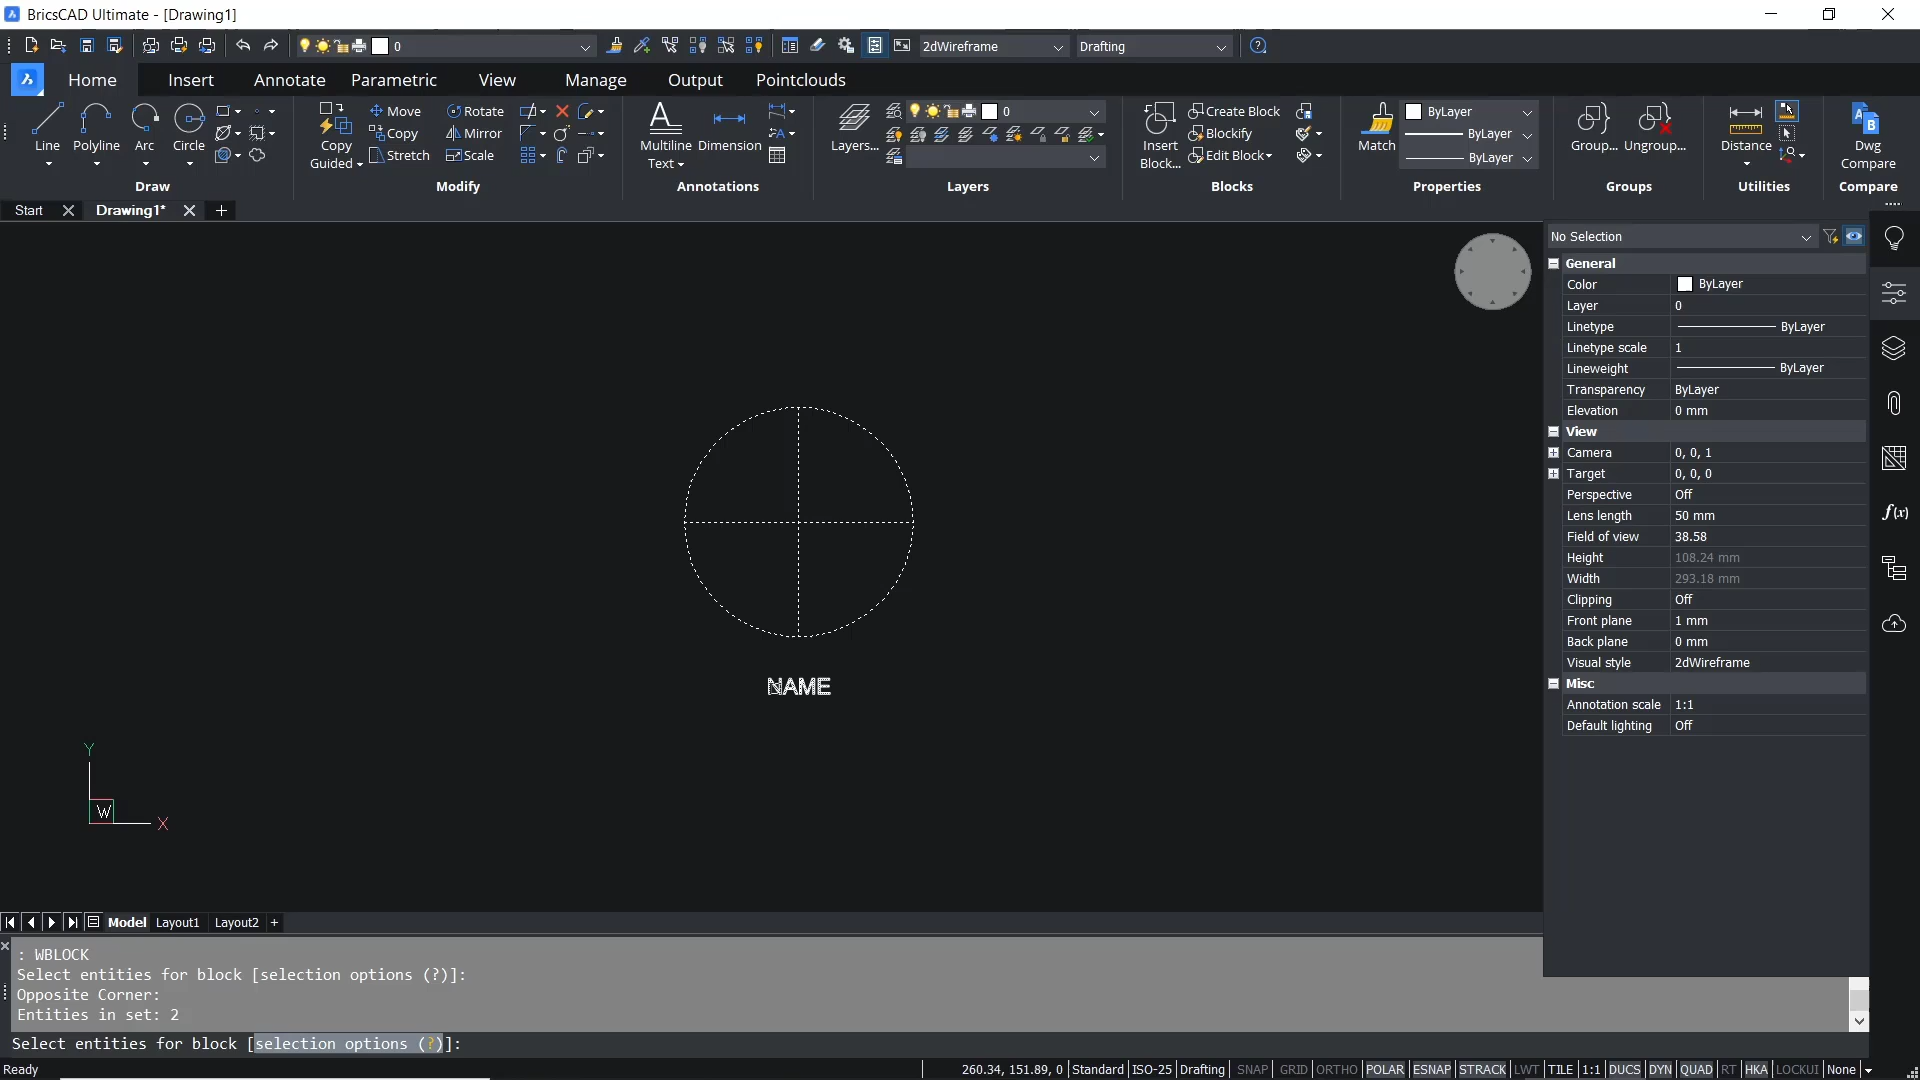 BricsCAD Ultimate - [Drawing1]
0
2dWireframe
Drafting
Home Insert Annotate Parametric View Manage Output Pointclouds
Line Polyline Arc Circle
Draw
Copy Guided
Move Rotate
Copy Mirror
Stretch Scale
Modify
Multiline Text
Dimension
Annotations
Layers...
0
Layers
Insert Block...
Create Block
Blockify
Edit Block
Blocks
Match
ByLayer
ByLayer
ByLayer
Properties
Group... Ungroup...
Groups
Distance
Utilities
Dwg Compare
Compare
Start Drawing1* +
No Selection
General
Color ByLayer
Layer 0
Linetype ByLayer
Linetype scale 1
Lineweight ByLayer
Transparency ByLayer
Elevation 0 mm
View
Camera 0, 0, 1
Target 0, 0, 0
Perspective Off
Lens length 50 mm
Field of view 38.58
Height 108.24 mm
Width 293.18 mm
Clipping Off
Front plane 1 mm
Back plane 0 mm
Visual style 2dWireframe
Misc
Annotation scale 1:1
Default lighting Off
f(x)
NAME
Y
W
X
Model Layout1 Layout2 +
: WBLOCK
Select entities for block [selection options (?)]:
Opposite Corner:
Entities in set: 2
Select entities for block [selection options (?)]:
Ready
260.34, 151.89, 0 Standard ISO-25 Drafting SNAP GRID ORTHO POLAR ESNAP STRACK LWT TILE 1:1 DUCS DYN QUAD RT HKA LOCKUI None